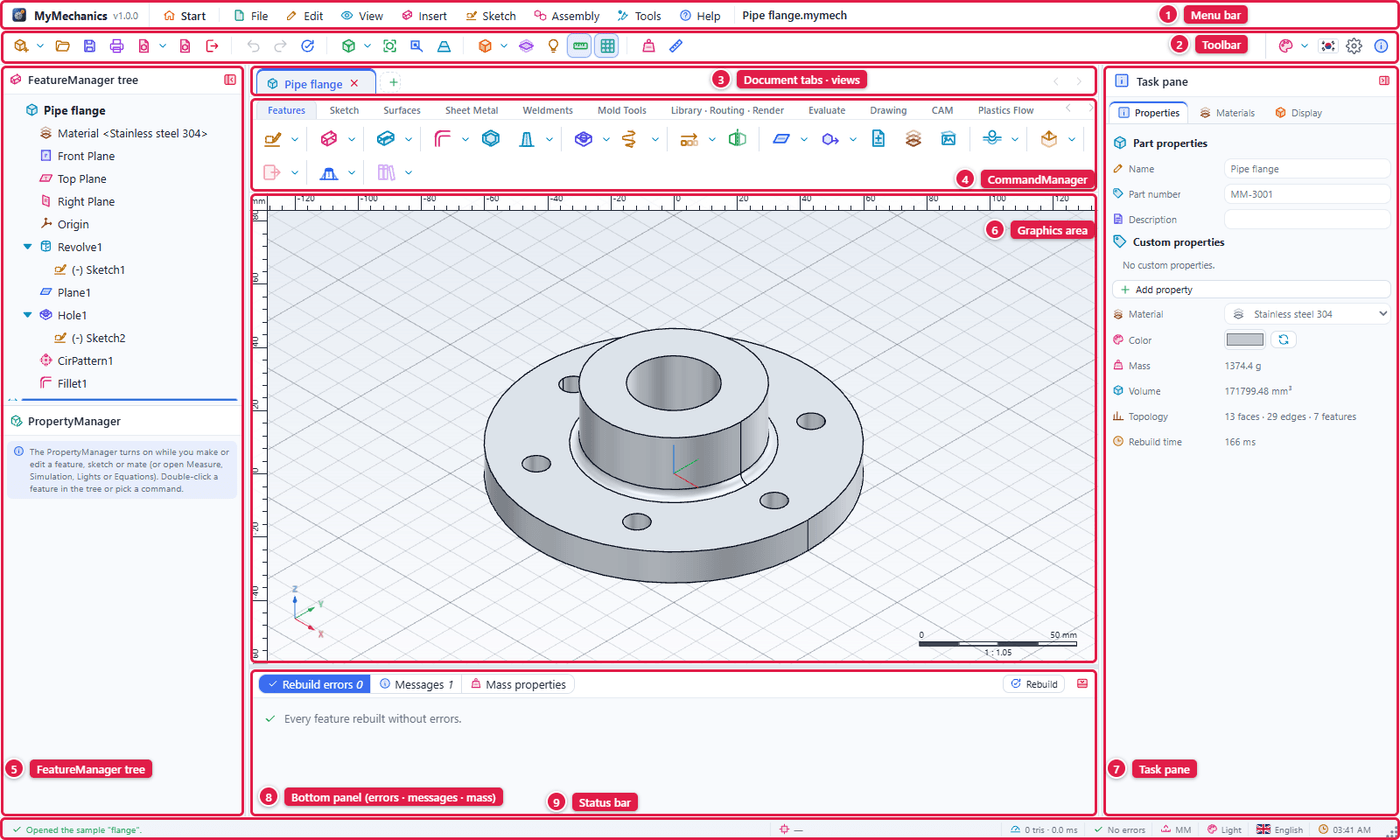 MyMechanics v1.0.0 Start File Edit View Insert Sketch Assembly Tools Help Pipe flange.mymech 1 Menu bar
2 Toolbar
FeatureManager tree
Pipe flange
Material <Stainless steel 304>
Front Plane
Top Plane
Right Plane
Origin
Revolve1
(-) Sketch1
Plane1
Hole1
(-) Sketch2
CirPattern1
Fillet1
PropertyManager
The PropertyManager turns on while you make or
edit a feature, sketch or mate (or open Measure,
Simulation, Lights or Equations). Double-click a
feature in the tree or pick a command.
5 FeatureManager tree
Pipe flange × + 3 Document tabs · views
Features Sketch Surfaces Sheet Metal Weldments Mold Tools Library · Routing · Render Evaluate Drawing CAM Plastics Flow
4 CommandManager
mm -120 -100 -80 -60 -40 -20 0 20 40 60 80 100 120
6 Graphics area
80
60
40
20
0
-20
-40
-60
Z
Y
X
0 50 mm
1 : 1.05
Rebuild errors 0 Messages 1 Mass properties Rebuild
Every feature rebuilt without errors.
8 Bottom panel (errors · messages · mass)
9 Status bar
Task pane
Properties Materials Display
Part properties
Name Pipe flange
Part number MM-3001
Description
Custom properties
No custom properties.
+ Add property
Material Stainless steel 304
Color
Mass 1374.4 g
Volume 171799.48 mm³
Topology 13 faces · 29 edges · 7 features
Rebuild time 166 ms
7 Task pane
Opened the sample "flange". — 0 tris · 0.0 ms No errors MM Light English 03:41 AM